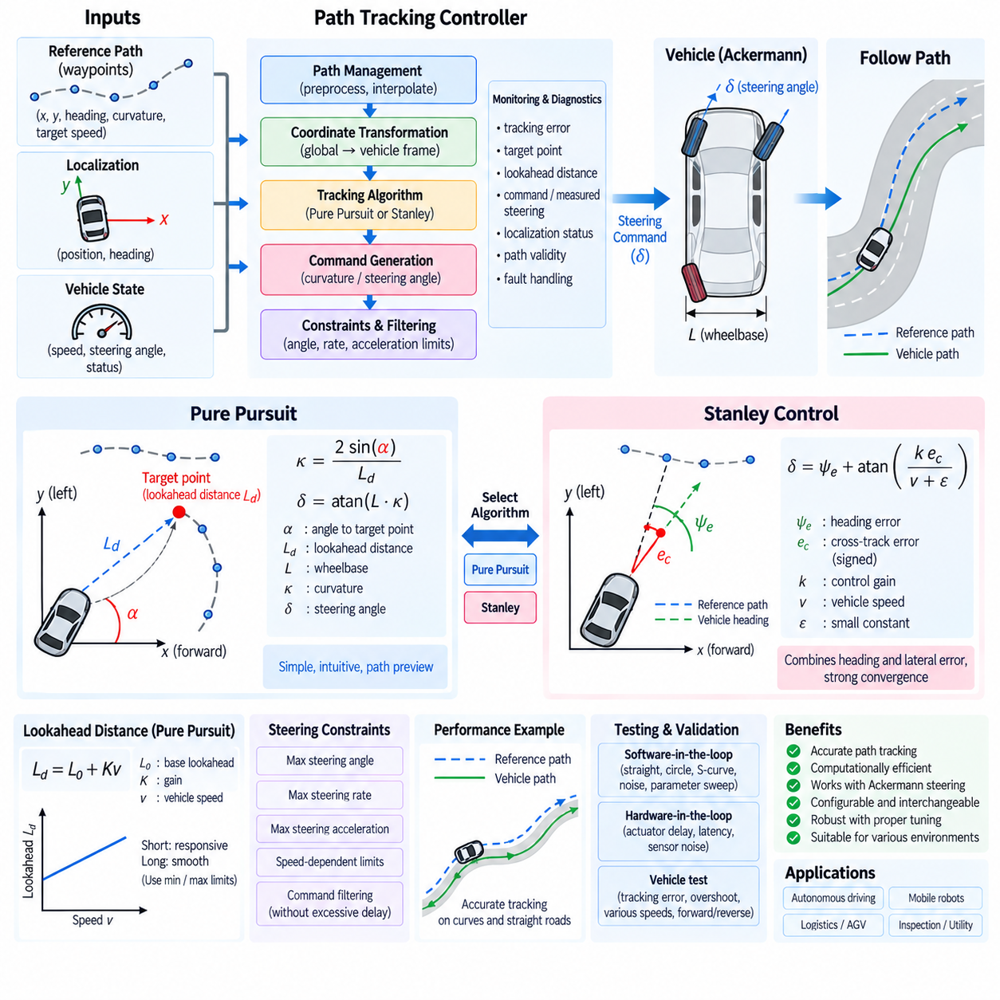 Inputs
Reference Path
(waypoints)
(x, y, heading, curvature,
target speed)
Localization
y
x
(position, heading)
Vehicle State
(speed, steering angle,
status)
Path Tracking Controller
Path Management
(preprocess, interpolate)
Coordinate Transformation
(global → vehicle frame)
Tracking Algorithm
(Pure Pursuit or Stanley)
Command Generation
(curvature / steering angle)
Constraints & Filtering
(angle, rate, acceleration limits)
Monitoring & Diagnostics
• tracking error
• target point
• lookahead distance
• command / measured
steering
• localization status
• path validity
• fault handling
Steering
Command
(δ)
Vehicle (Ackermann)
δ (steering angle)
L (wheelbase)
Follow Path
Reference path
Vehicle path
Pure Pursuit
Target point
(lookahead distance L_d)
y (left)
L_d
α
x (forward)
κ = 2 sin(α) / L_d
δ = atan(L · κ)
α : angle to target point
L_d : lookahead distance
L : wheelbase
κ : curvature
δ : steering angle
Simple, intuitive, path preview
Select
Algorithm
Pure Pursuit
Stanley
Stanley Control
y (left)
ψ_e
e_c
Reference path
Vehicle heading
x (forward)
δ = ψ_e + atan ( k e_c / v + ε )
ψ_e : heading error
e_c : cross-track error
(signed)
k : control gain
v : vehicle speed
ε : small constant
Combines heading and lateral error,
strong convergence
Lookahead Distance (Pure Pursuit)
L_d = L_0 + Kv
L_0 : base lookahead
K : gain
v : vehicle speed
Lookahead L_d
Short: responsive
Long: smooth
(Use min / max limits)
Speed v
Steering Constraints
Max steering angle
Max steering rate
Max steering acceleration
Speed-dependent limits
Command filtering
(without excessive delay)
Performance Example
Reference path
Vehicle path
Accurate tracking
on curves and straight roads
Testing & Validation
Software-in-the-loop
(straight, circle, S-curve,
noise, parameter sweep)
Hardware-in-the-loop
(actuator delay, latency,
sensor noise)
Vehicle test
(tracking error, overshoot,
various speeds, forward/reverse)
Benefits
Accurate path tracking
Computationally efficient
Works with Ackermann steering
Configurable and interchangeable
Robust with proper tuning
Suitable for various environments
Applications
Autonomous driving
Mobile robots
Logistics / AGV
Inspection / Utility